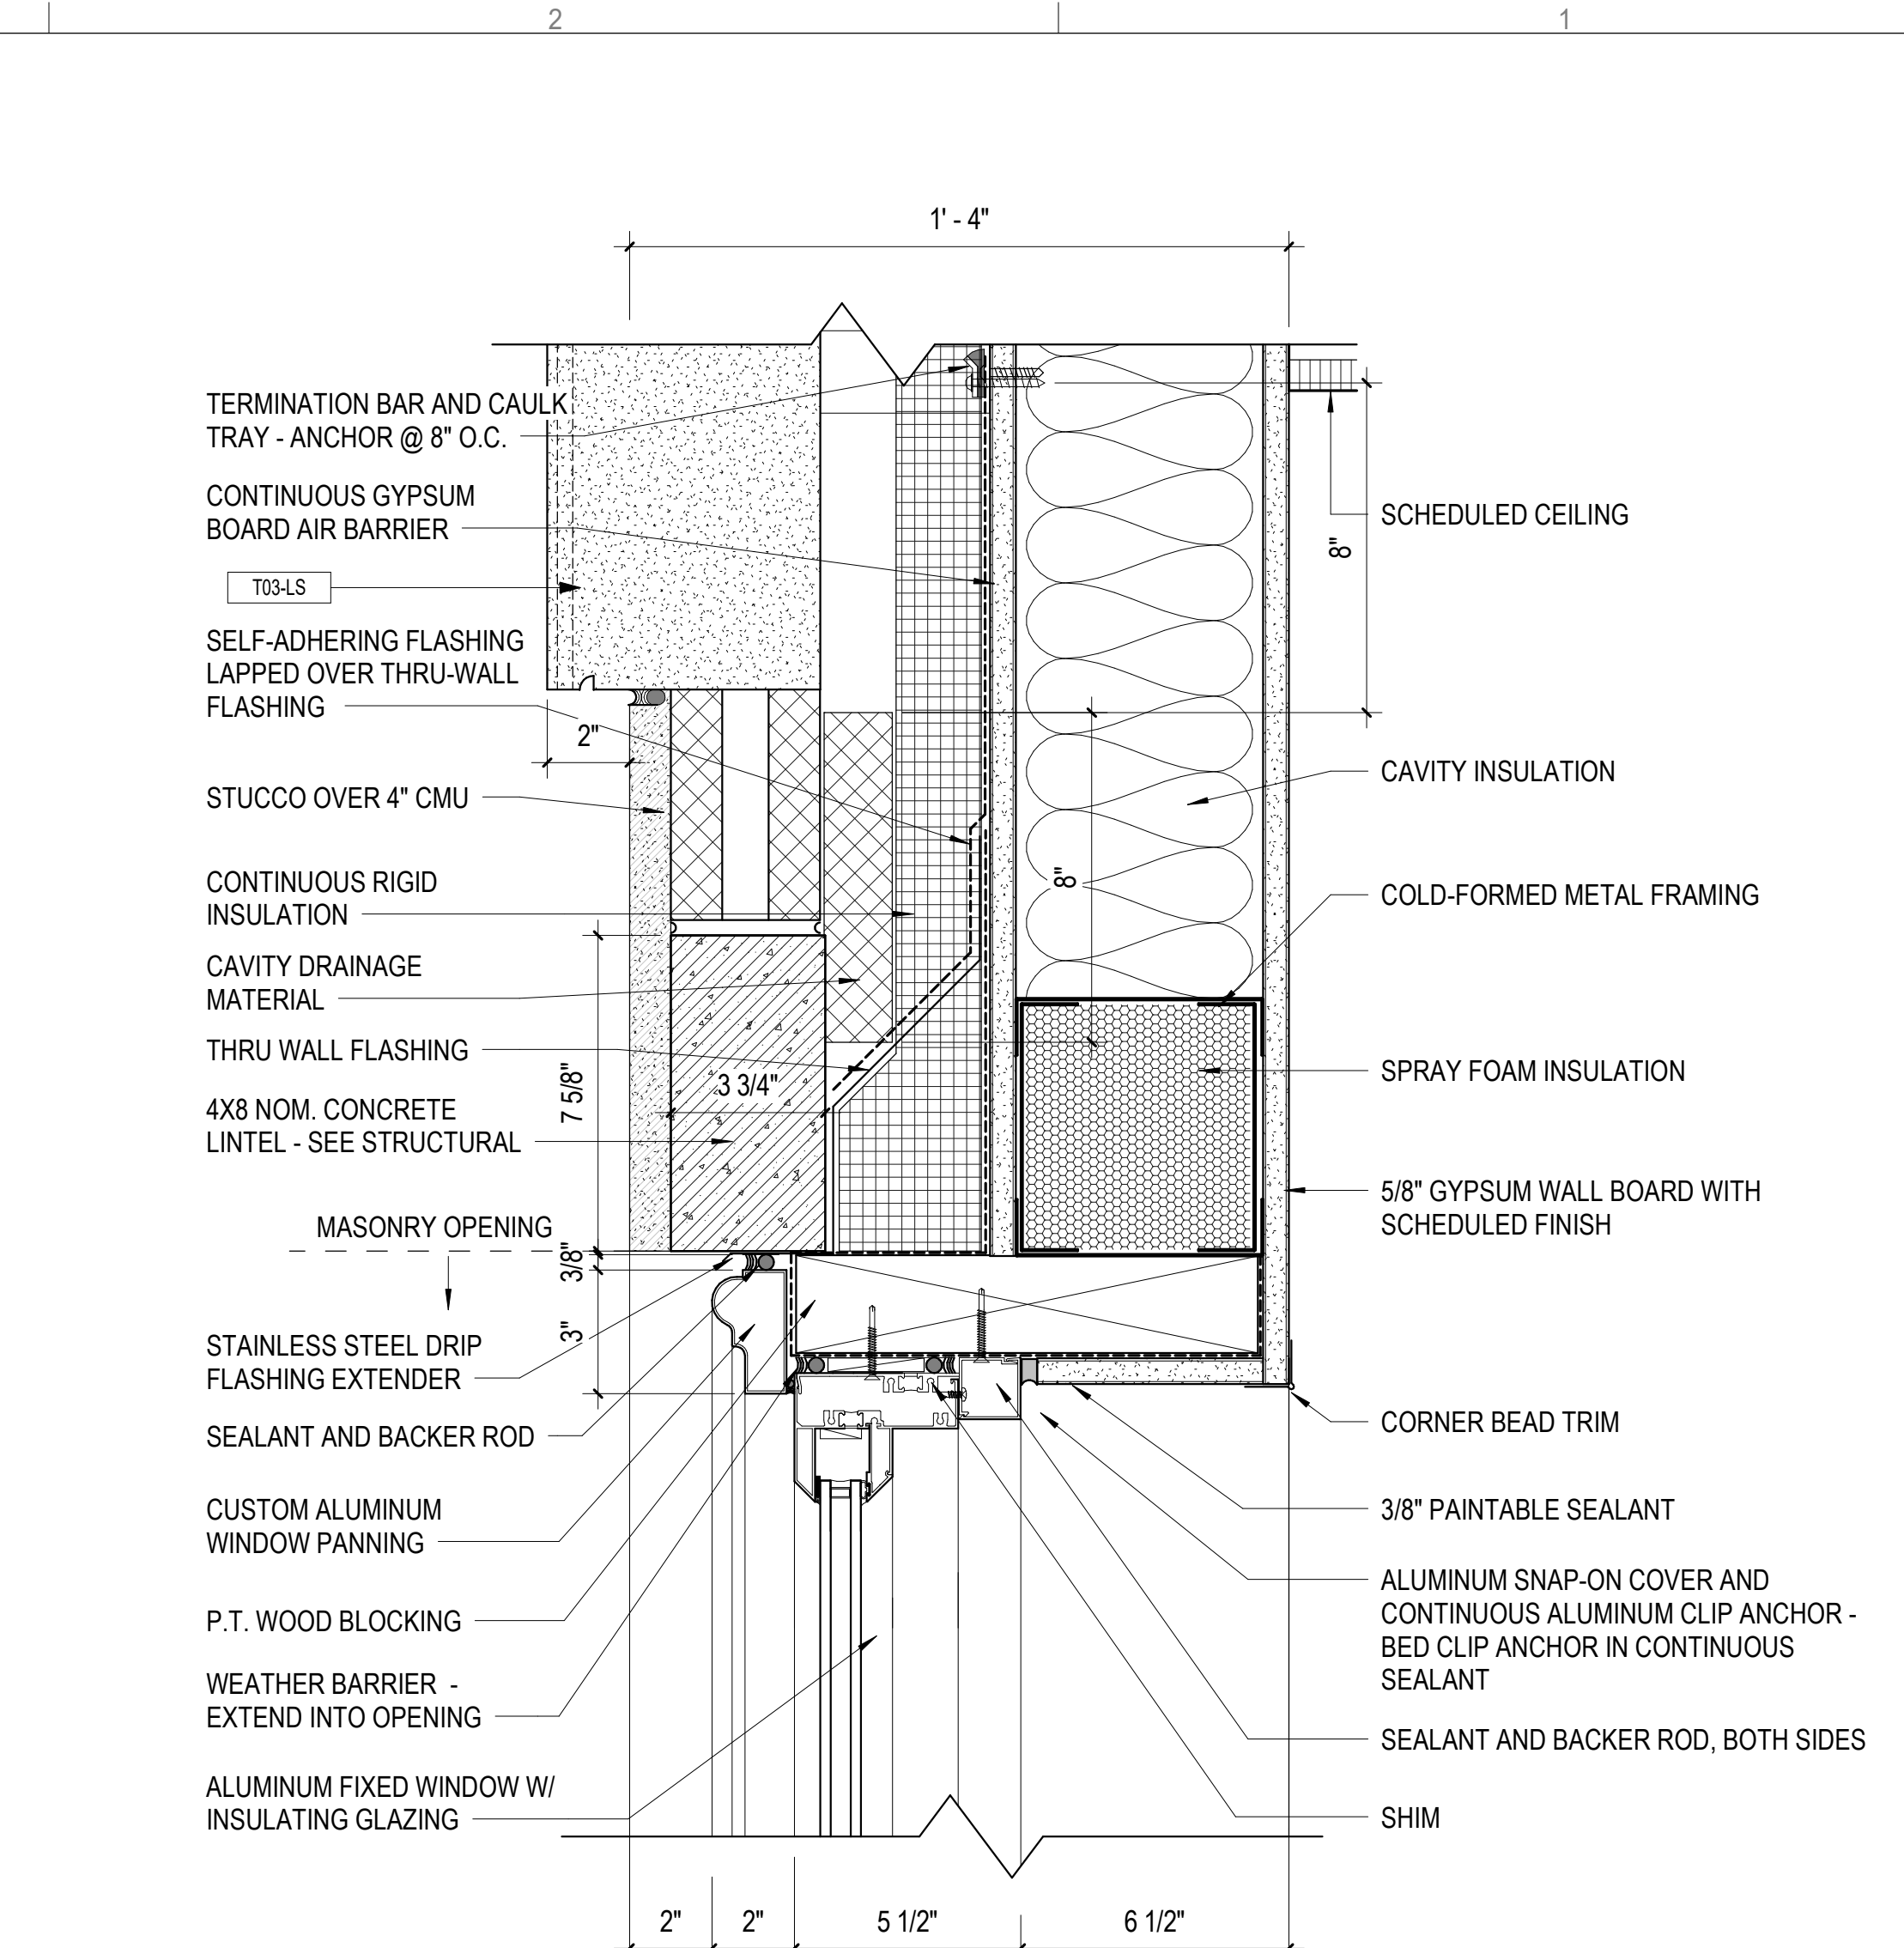 2
1
1' - 4"
TERMINATION BAR AND CAULK
TRAY - ANCHOR @ 8" O.C.
CONTINUOUS GYPSUM
BOARD AIR BARRIER
T03-LS
SELF-ADHERING FLASHING
LAPPED OVER THRU-WALL
FLASHING
2"
STUCCO OVER 4" CMU
CONTINUOUS RIGID
INSULATION
CAVITY DRAINAGE
MATERIAL
THRU WALL FLASHING
4X8 NOM. CONCRETE
LINTEL - SEE STRUCTURAL
MASONRY OPENING
STAINLESS STEEL DRIP
FLASHING EXTENDER
SEALANT AND BACKER ROD
CUSTOM ALUMINUM
WINDOW PANNING
P.T. WOOD BLOCKING
WEATHER BARRIER -
EXTEND INTO OPENING
ALUMINUM FIXED WINDOW W/
INSULATING GLAZING
7 5/8"
3 3/4"
3/8"
3"
8"
8"
SCHEDULED CEILING
CAVITY INSULATION
COLD-FORMED METAL FRAMING
SPRAY FOAM INSULATION
5/8" GYPSUM WALL BOARD WITH
SCHEDULED FINISH
CORNER BEAD TRIM
3/8" PAINTABLE SEALANT
ALUMINUM SNAP-ON COVER AND
CONTINUOUS ALUMINUM CLIP ANCHOR -
BED CLIP ANCHOR IN CONTINUOUS
SEALANT
SEALANT AND BACKER ROD, BOTH SIDES
SHIM
2"
2"
5 1/2"
6 1/2"